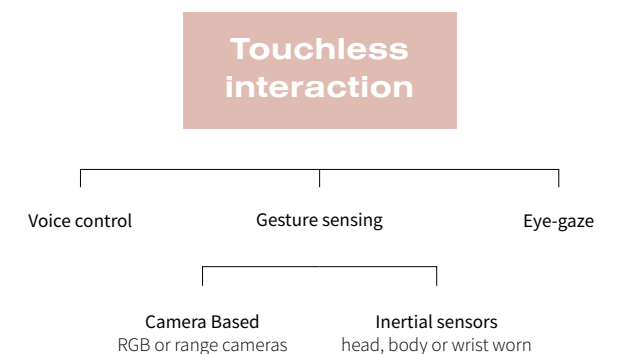 Touchless
interaction
Voice control Gesture sensing Eye-gaze
Camera Based Inertial sensors
RGB or range cameras head, body or wrist worn